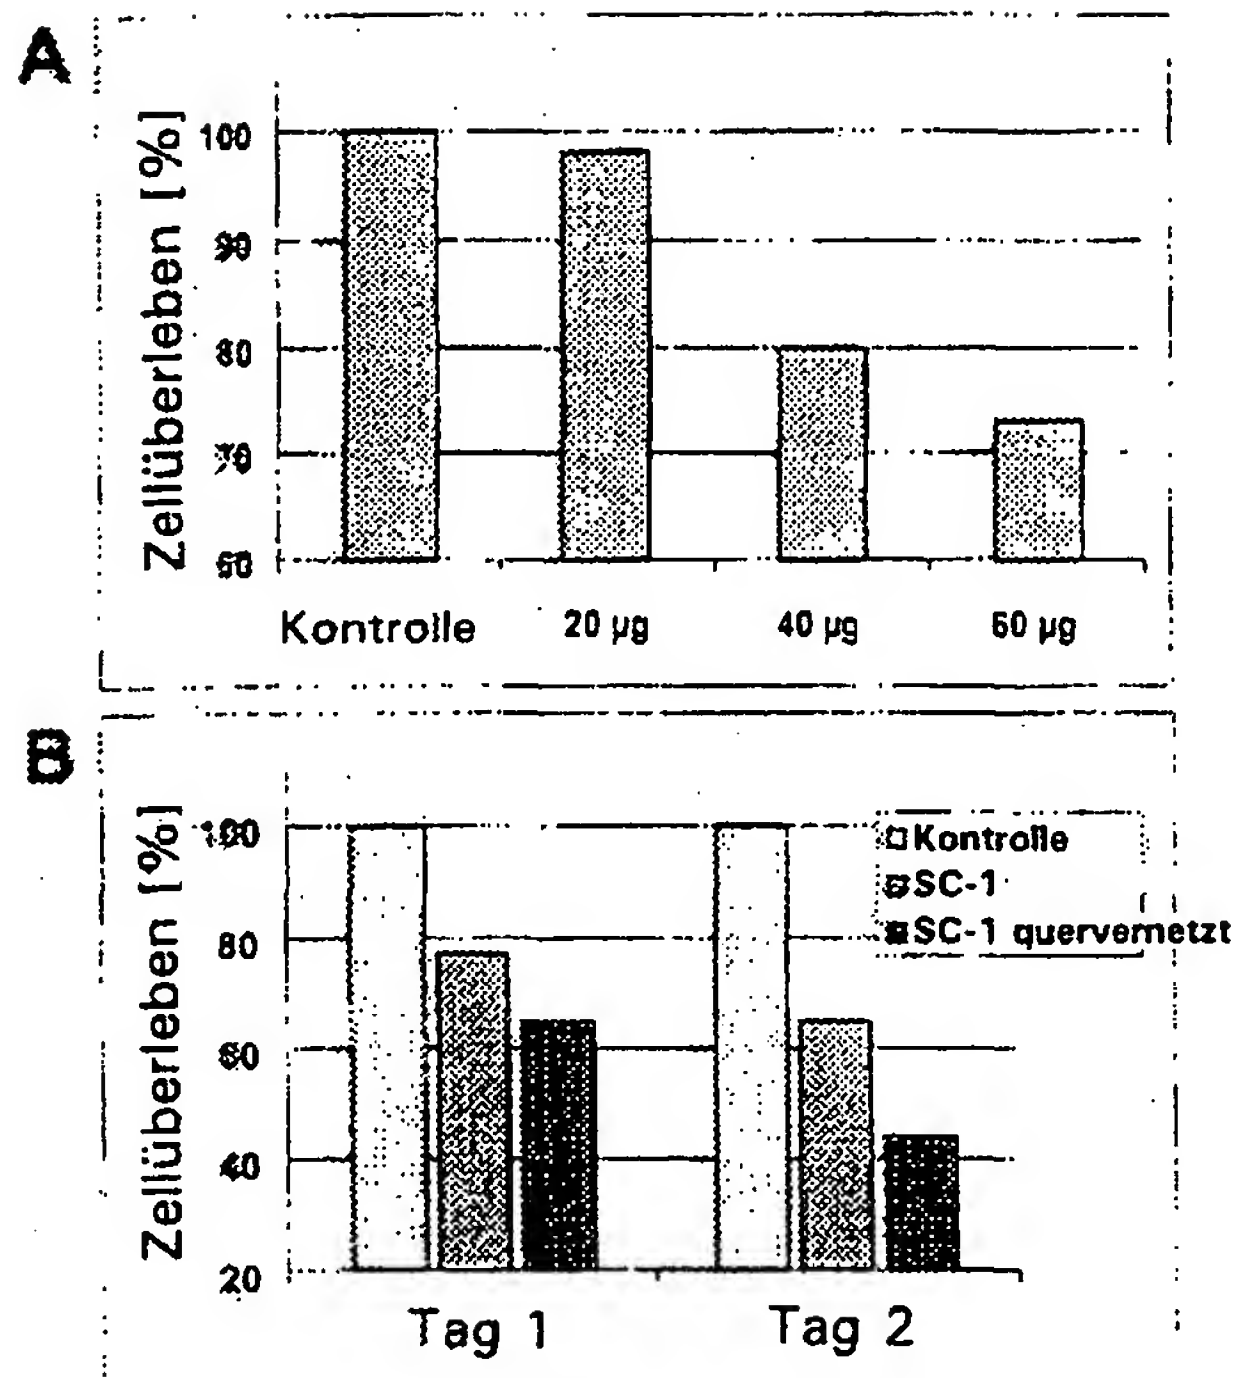 A
Zellüberleben [%]
100
90
80
70
60
Kontrolle 20 µg 40 µg 60 µg
B
Zellüberleben [%]
100
80
60
40
20
Kontrolle
SC-1
SC-1 quervernetzt
Tag 1 Tag 2